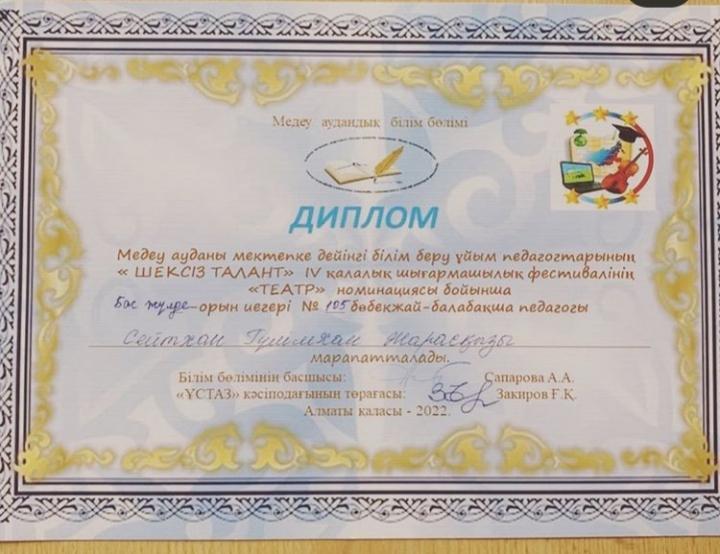 Медеу аудандық білім бөлімі
ДИПЛОМ
Медеу ауданы мектепке дейінгі білім беру ұйым педагогтарының
« ШЕКСІЗ ТАЛАНТ» IV қалалық шығармашылық фестивалінің
«ТЕАТР» номинациясы бойынша
Бас жүлде-орын иегері № 105 бөбекжай-балабақша педагогы
Сейтхан Гулімхан Жарасқызы
марапатталады.
Білім бөлімінің басшысы: Сапарова А.А.
«ҰСТАЗ» кәсіподағының төрағасы: Закиров Ғ.Қ.
Алматы қаласы - 2022.